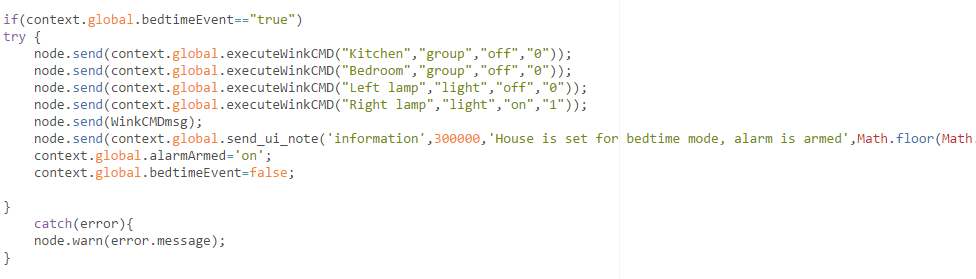 if(context.global.bedtimeEvent=="true")
try {
    node.send(context.global.executeWinkCMD("Kitchen","group","off","0"));
    node.send(context.global.executeWinkCMD("Bedroom","group","off","0"));
    node.send(context.global.executeWinkCMD("Left lamp","light","off","0"));
    node.send(context.global.executeWinkCMD("Right lamp","light","on","1"));
    node.send(WinkCMDmsg);
    node.send(context.global.send_ui_note('information',300000,'House is set for bedtime mode, alarm is armed',Math.floor(Math.
    context.global.alarmArmed='on';
    context.global.bedtimeEvent=false;
}
    catch(error){
    node.warn(error.message);
}